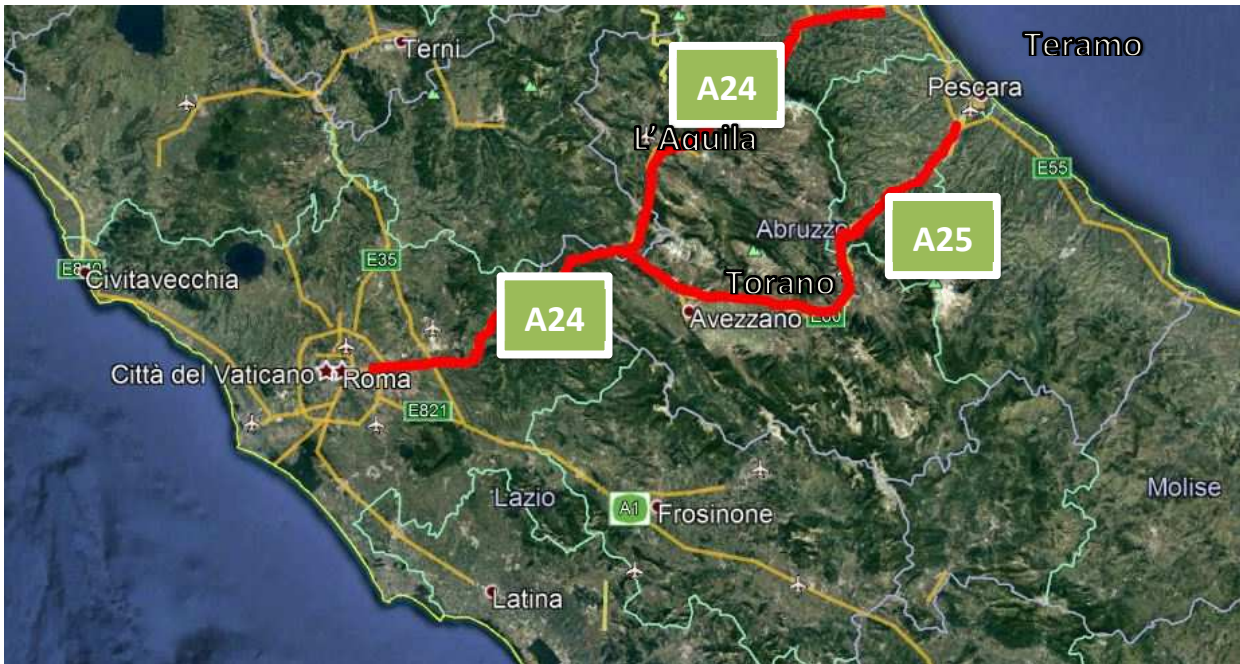 Terni
Teramo
A24
Pescara
L'Aquila
E55
Abruzzo
A25
E35
E840
Civitavecchia
Torano
A24
Avezzano
E80
Città del Vaticano
Roma
E821
Lazio
Molise
A1
Frosinone
Latina